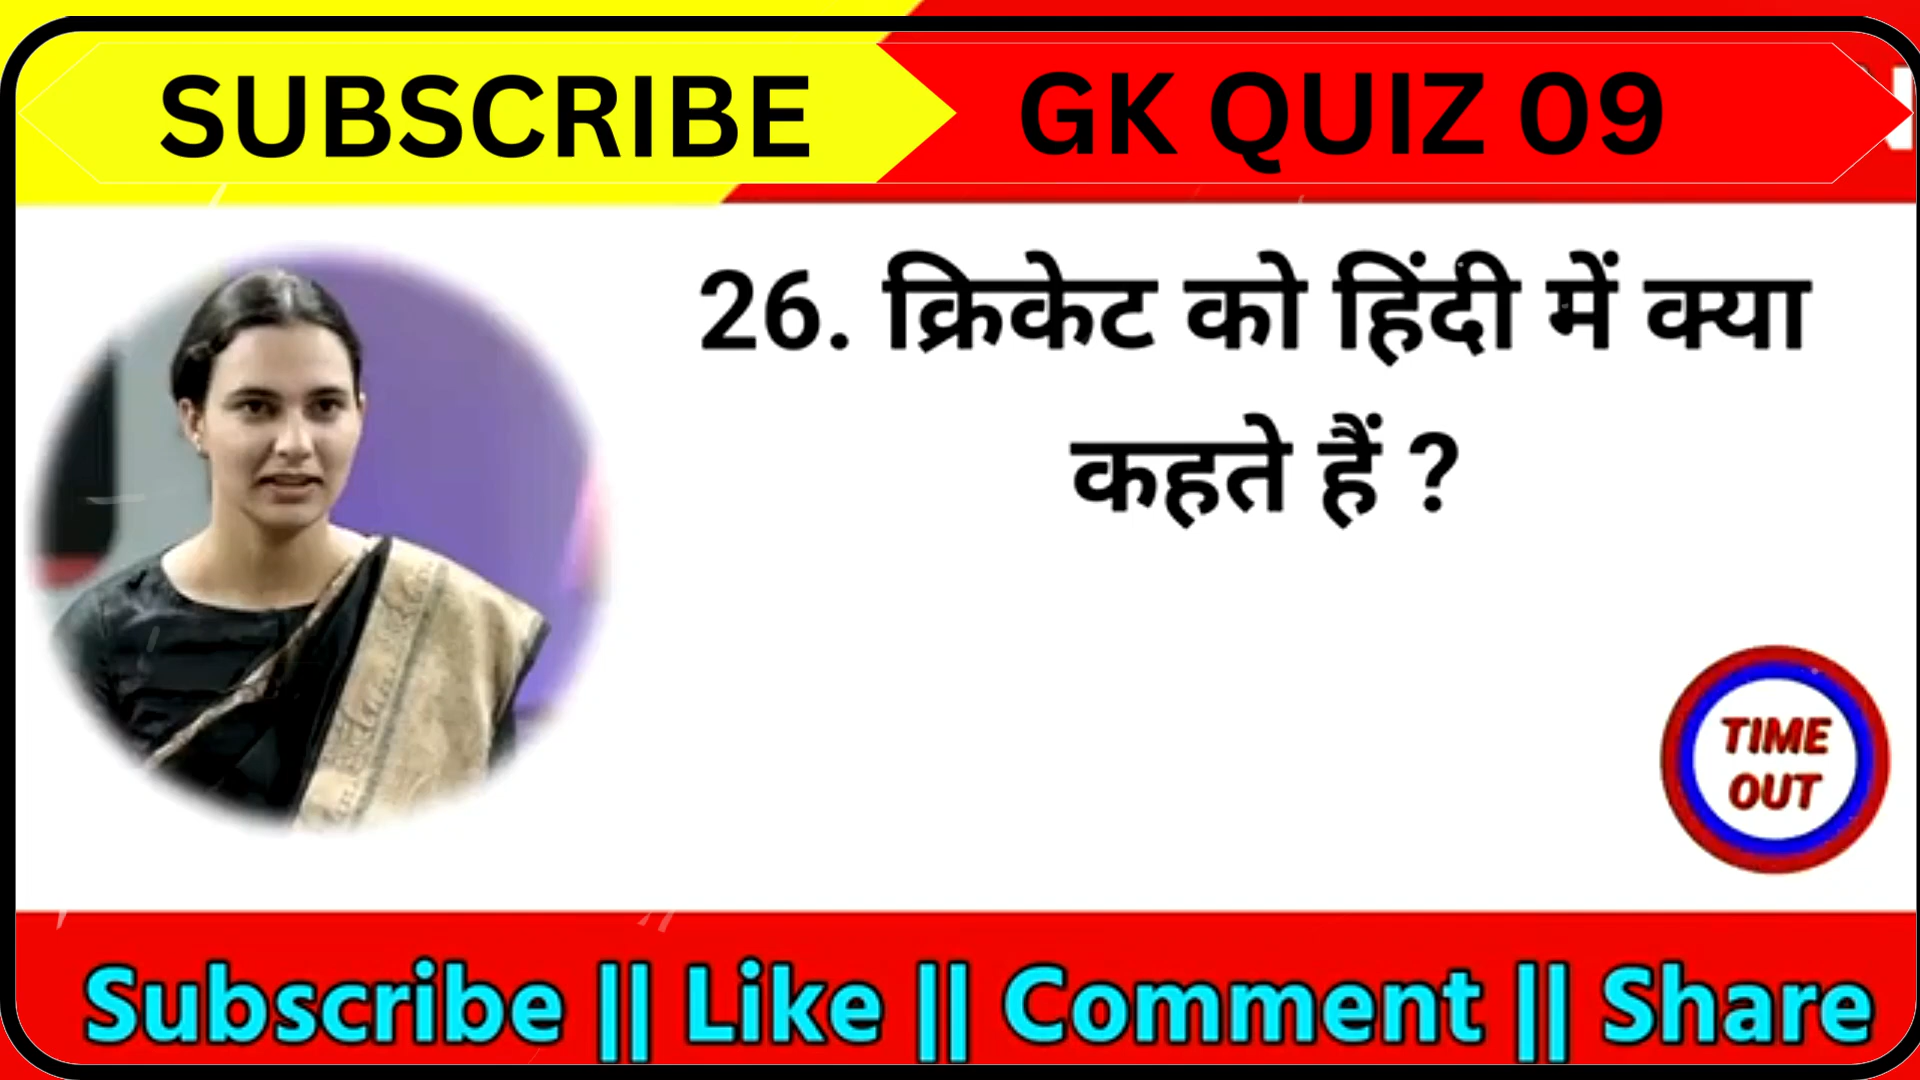 SUBSCRIBE
GK QUIZ 09
26. क्रिकेट को हिंदी में क्या
कहते हैं ?
TIME
OUT
Subscribe || Like || Comment || Share